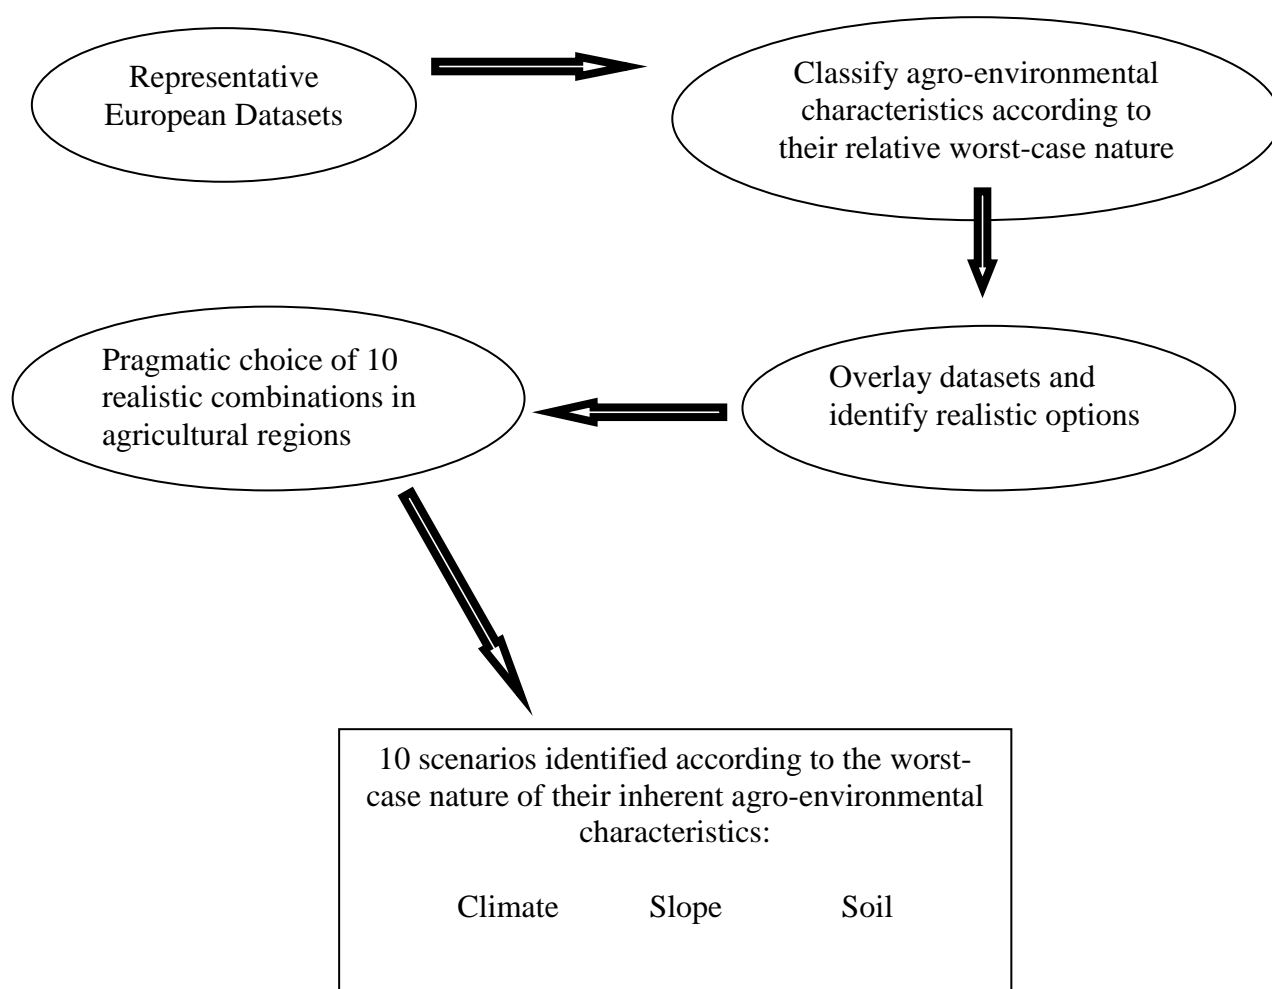 Representative
European Datasets
Classify agro-environmental
characteristics according to
their relative worst-case nature
Overlay datasets and
identify realistic options
Pragmatic choice of 10
realistic combinations in
agricultural regions
10 scenarios identified according to the worst-
case nature of their inherent agro-environmental
characteristics:
Climate Slope Soil